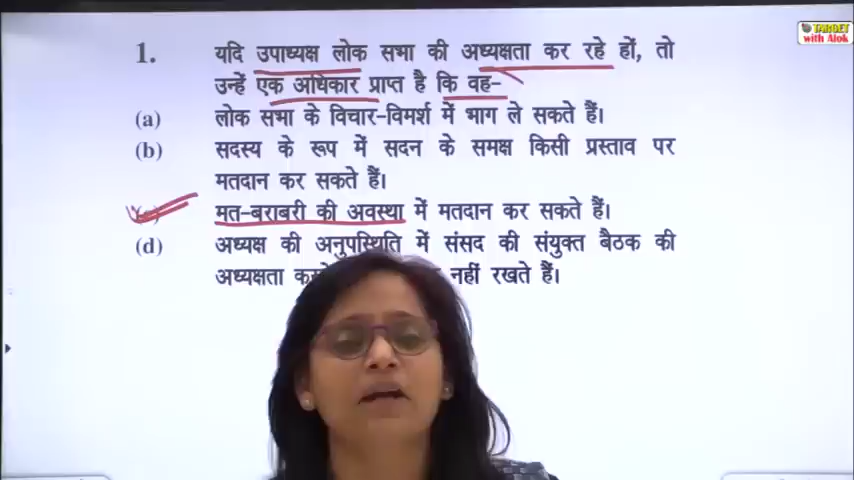 TARGET
with Alok
1. यदि उपाध्यक्ष लोक सभा की अध्यक्षता कर रहे हों, तो
उन्हें एक अधिकार प्राप्त है कि वह-
(a) लोक सभा के विचार-विमर्श में भाग ले सकते हैं।
(b) सदस्य के रूप में सदन के समक्ष किसी प्रस्ताव पर
मतदान कर सकते हैं।
मत-बराबरी की अवस्था में मतदान कर सकते हैं।
(d) अध्यक्ष की अनुपस्थिति में संसद की संयुक्त बैठक की
अध्यक्षता नहीं रखते हैं।